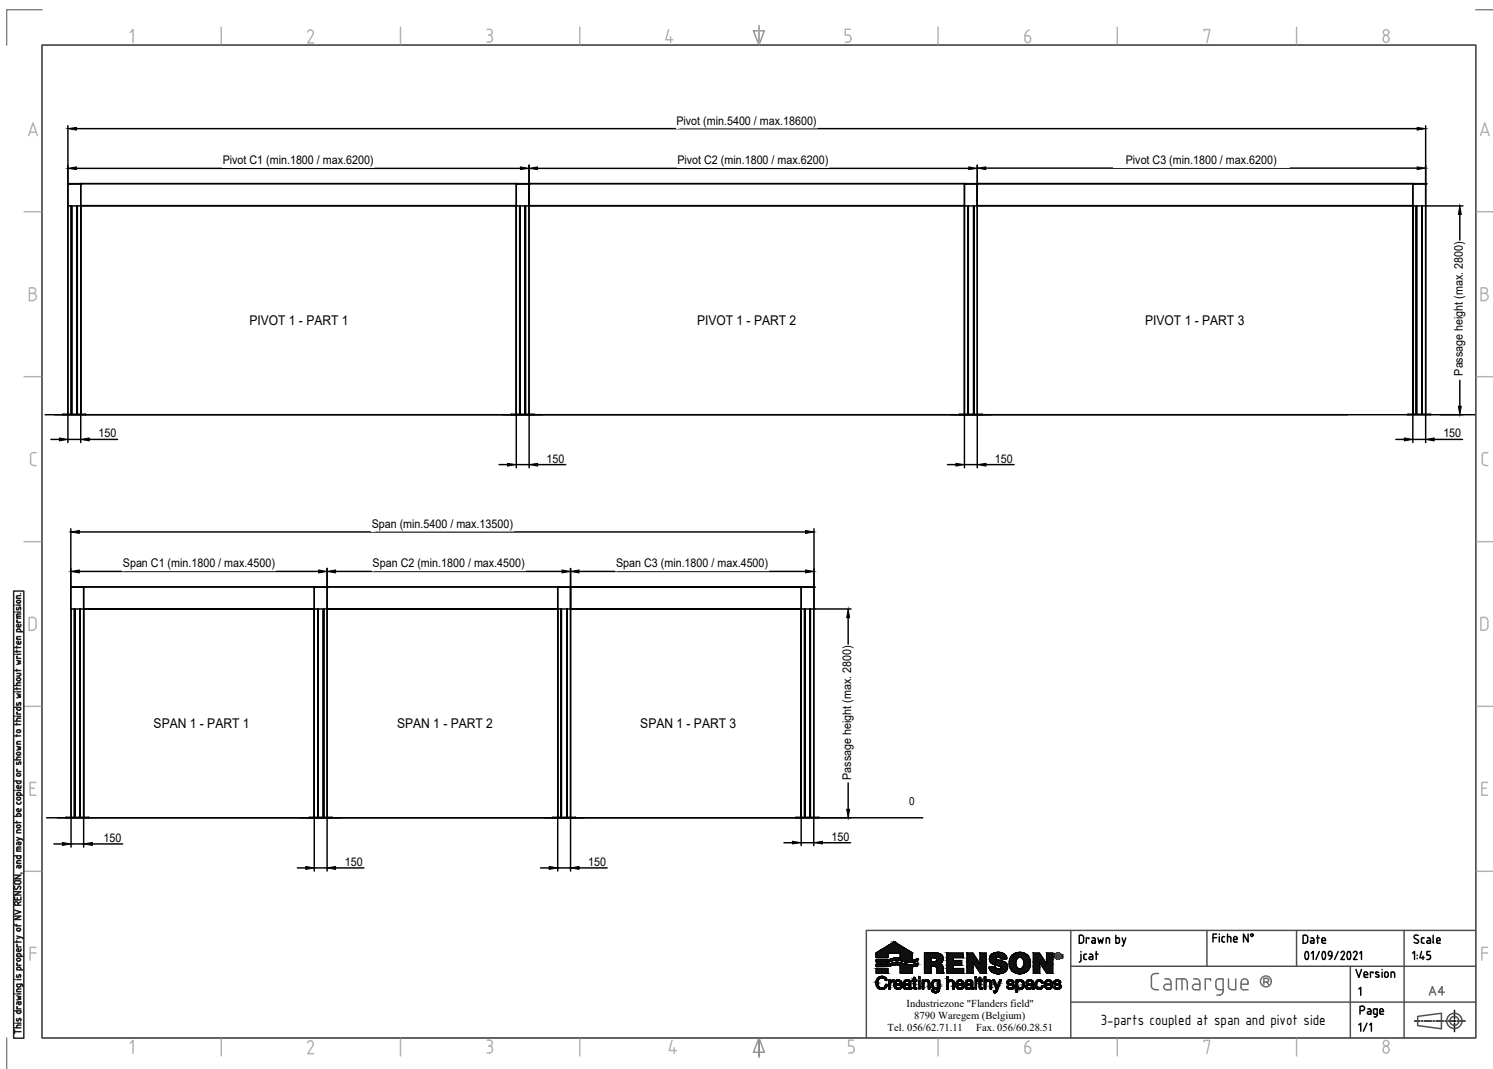 1 2 3 4 5 6 7 8
A A
Pivot (min.5400 / max.18600)
Pivot C1 (min.1800 / max.6200) Pivot C2 (min.1800 / max.6200) Pivot C3 (min.1800 / max.6200)
B B
PIVOT 1 - PART 1 PIVOT 1 - PART 2 PIVOT 1 - PART 3
Passage height (max. 2800)
150 150 150 150
C C
Span (min.5400 / max.13500)
Span C1 (min.1800 / max.4500) Span C2 (min.1800 / max.4500) Span C3 (min.1800 / max.4500)
D D
SPAN 1 - PART 1 SPAN 1 - PART 2 SPAN 1 - PART 3
Passage height (max. 2800)
E E
0
150 150 150 150
F F
This drawing is property of NV RENSON, and may not be copied or shown to thirds without written permision.
RENSON®
Creating healthy spaces
Industriezone "Flanders field"
8790 Waregem (Belgium)
Tel. 056/62.71.11 Fax. 056/60.28.51
Drawn by
jcat
Fiche N°
Date
01/09/2021
Scale
1:45
Camargue ®
Version
1
A4
3-parts coupled at span and pivot side
Page
1/1
1 2 3 4 5 6 7 8